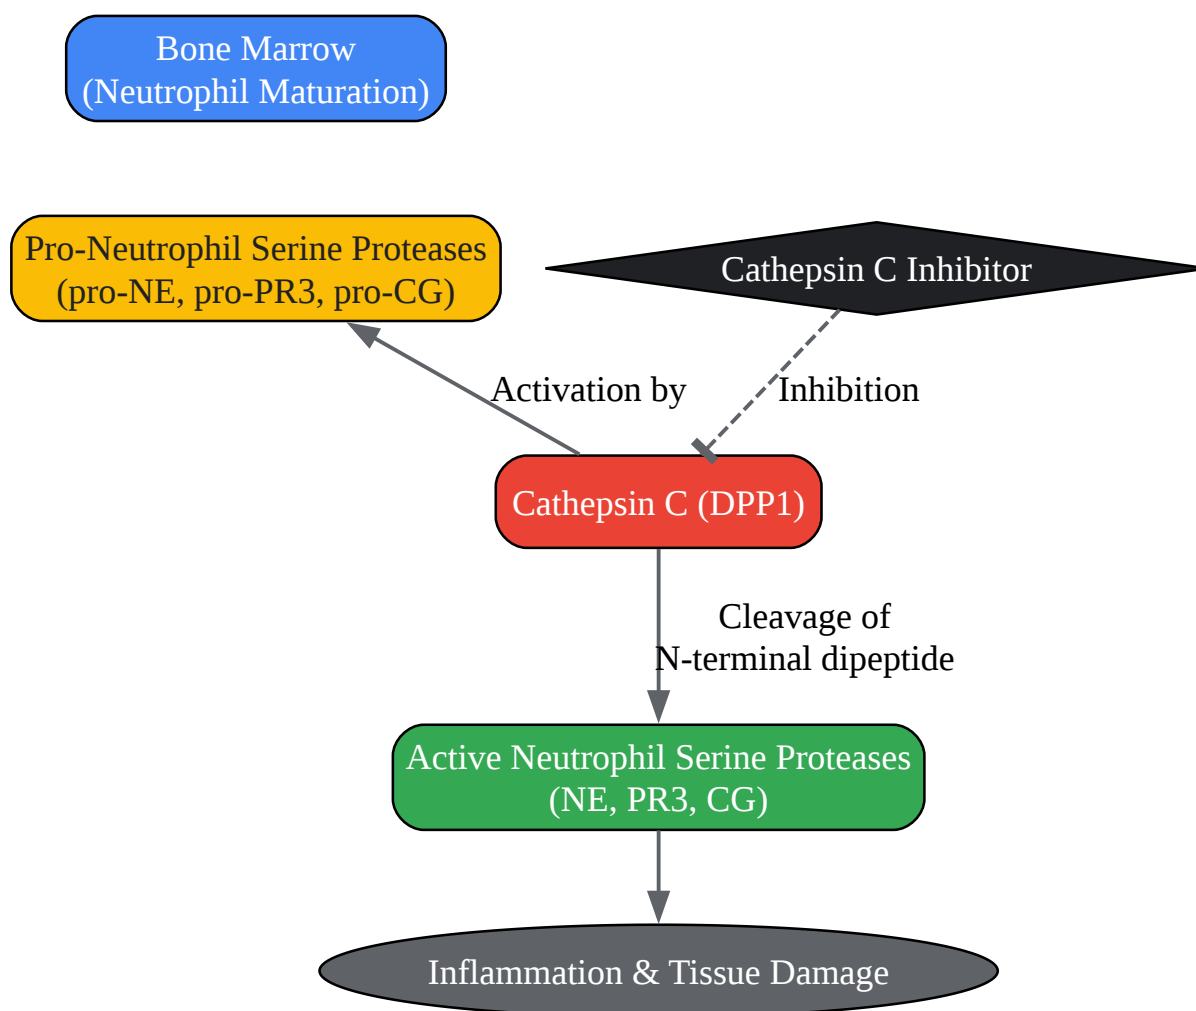 Bone Marrow
(Neutrophil Maturation)
Pro-Neutrophil Serine Proteases
(pro-NE, pro-PR3, pro-CG)
Cathepsin C Inhibitor
Activation by
Inhibition
Cathepsin C (DPP1)
Cleavage of
N-terminal dipeptide
Active Neutrophil Serine Proteases
(NE, PR3, CG)
Inflammation & Tissue Damage